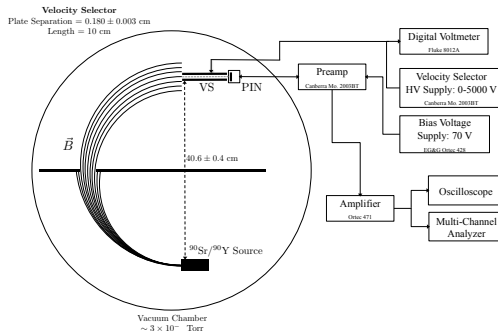 Velocity Selector
Plate Separation = 0.180 ± 0.003 cm
Length = 10 cm
VS
PIN
B⃗
40.6 ± 0.4 cm
⁹⁰Sr/⁹⁰Y Source
Vacuum Chamber
∼ 3 × 10⁻ Torr
Preamp
Canberra Mo. 2003BT
Digital Voltmeter
Fluke 8012A
Velocity Selector
HV Supply: 0-5000 V
Canberra Mo. 2003BT
Bias Voltage
Supply: 70 V
EG&G Ortec 428
Amplifier
Ortec 471
Oscilloscope
Multi-Channel
Analyzer